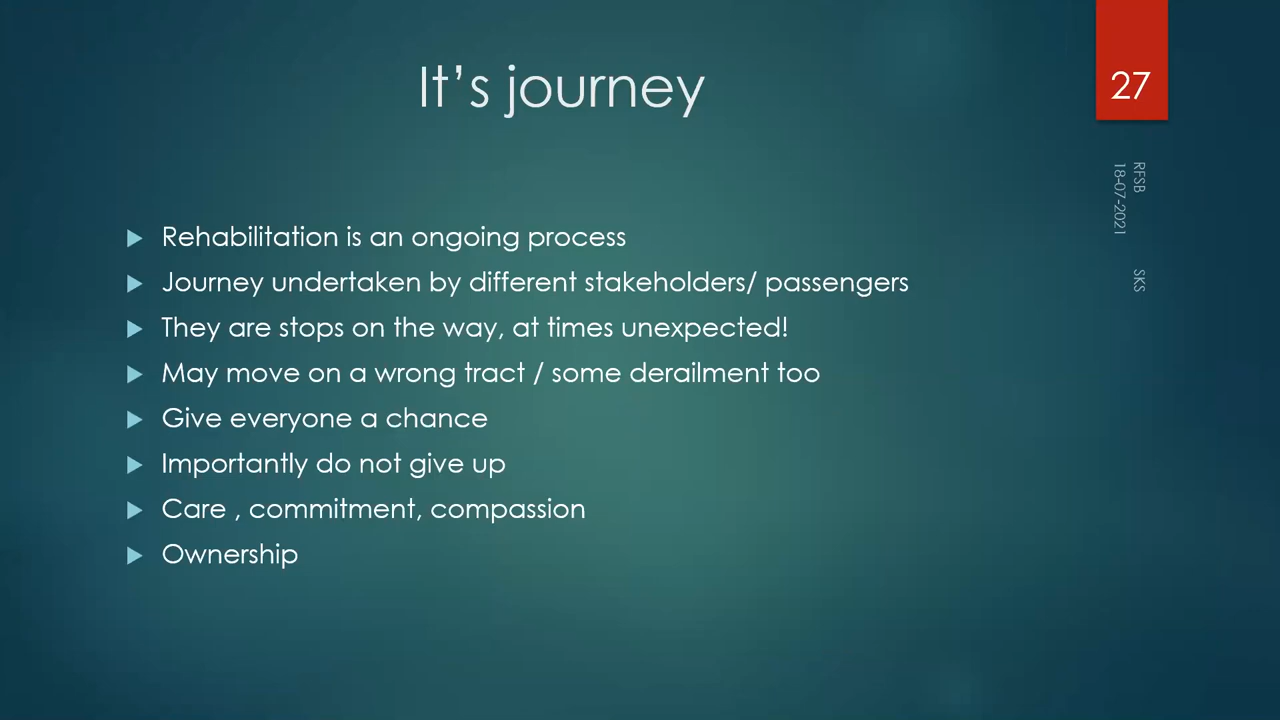 It's journey
27
Rehabilitation is an ongoing process
Journey undertaken by different stakeholders/ passengers
They are stops on the way, at times unexpected!
May move on a wrong tract / some derailment too
Give everyone a chance
Importantly do not give up
Care , commitment, compassion
Ownership
RFSB SKS
18-07-2021